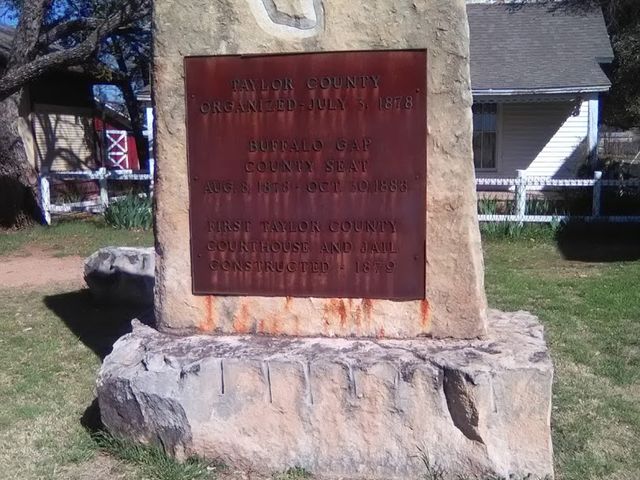 TAYLOR COUNTY
ORGANIZED - JULY 3, 1878
BUFFALO GAP
COUNTY SEAT
AUG. 8, 1878 - OCT. 30, 1883
FIRST TAYLOR COUNTY
COURTHOUSE AND JAIL
CONSTRUCTED - 1879